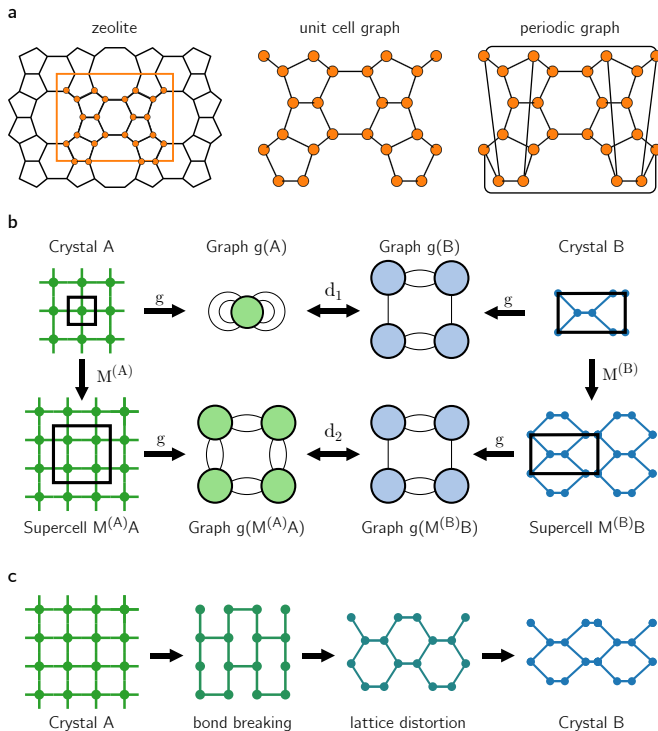 a
zeolite unit cell graph periodic graph
b
Crystal A Graph g(A) Graph g(B) Crystal B
g d₁ g
M⁽ᴬ⁾ M⁽ᴮ⁾
g d₂ g
Supercell M⁽ᴬ⁾A Graph g(M⁽ᴬ⁾A) Graph g(M⁽ᴮ⁾B) Supercell M⁽ᴮ⁾B
c
Crystal A bond breaking lattice distortion Crystal B